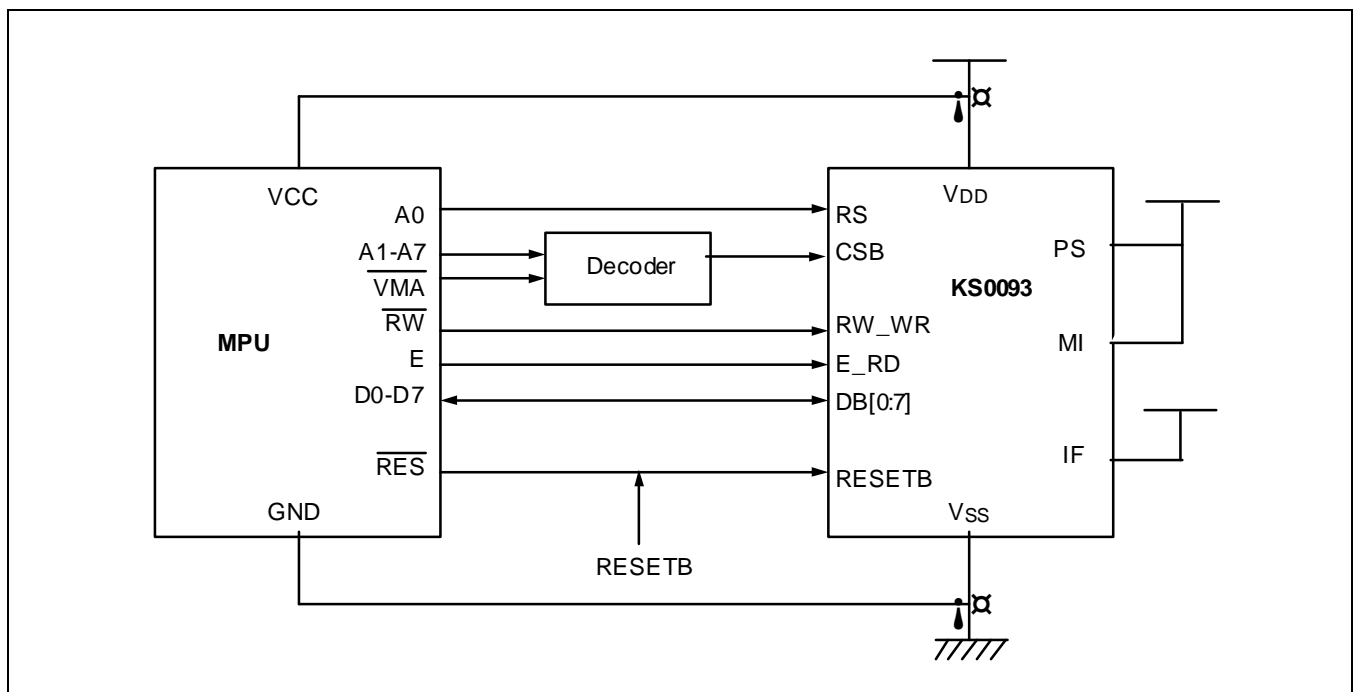 VCC
A0
A1-A7
VMA
RW
MPU
E
D0-D7
RES
GND
Decoder
RESETB
VDD
RS
CSB
PS
KS0093
RW_WR
MI
E_RD
DB[0:7]
IF
RESETB
VSS